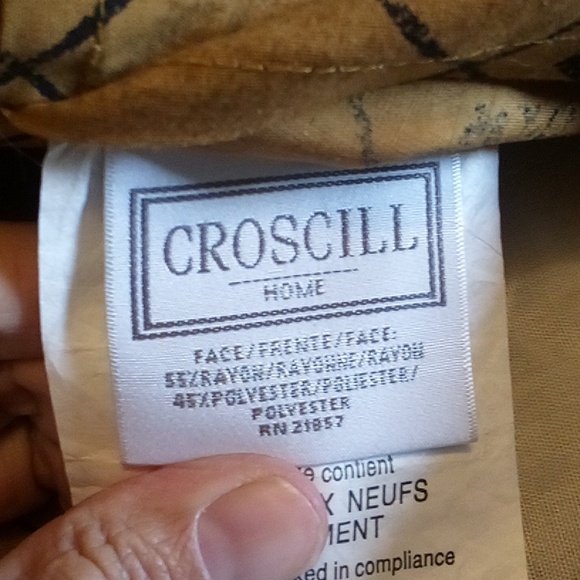 CROSCILL
HOME
FACE/FRENTE/FACE:
55%RAYON/RAYONNE/RAYON
45%POLYESTER/POLIESTER/
POLYESTER
RN 21857
contient
X NEUFS
MENT
ed in compliance